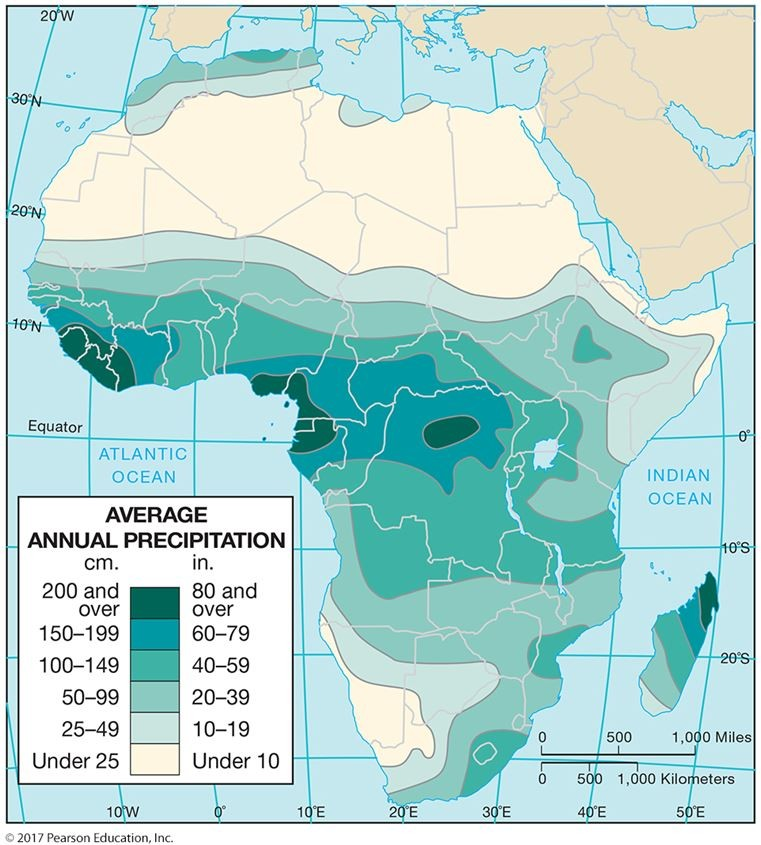 20°W
30°N
20°N
10°N
Equator
0°
ATLANTIC
OCEAN
INDIAN
OCEAN
10°S
20°S
AVERAGE
ANNUAL PRECIPITATION
cm. in.
200 and over 80 and over
150–199 60–79
100–149 40–59
50–99 20–39
25–49 10–19
Under 25 Under 10
0 500 1,000 Miles
0 500 1,000 Kilometers
10°W 0° 10°E 20°E 30°E 40°E 50°E
© 2017 Pearson Education, Inc.